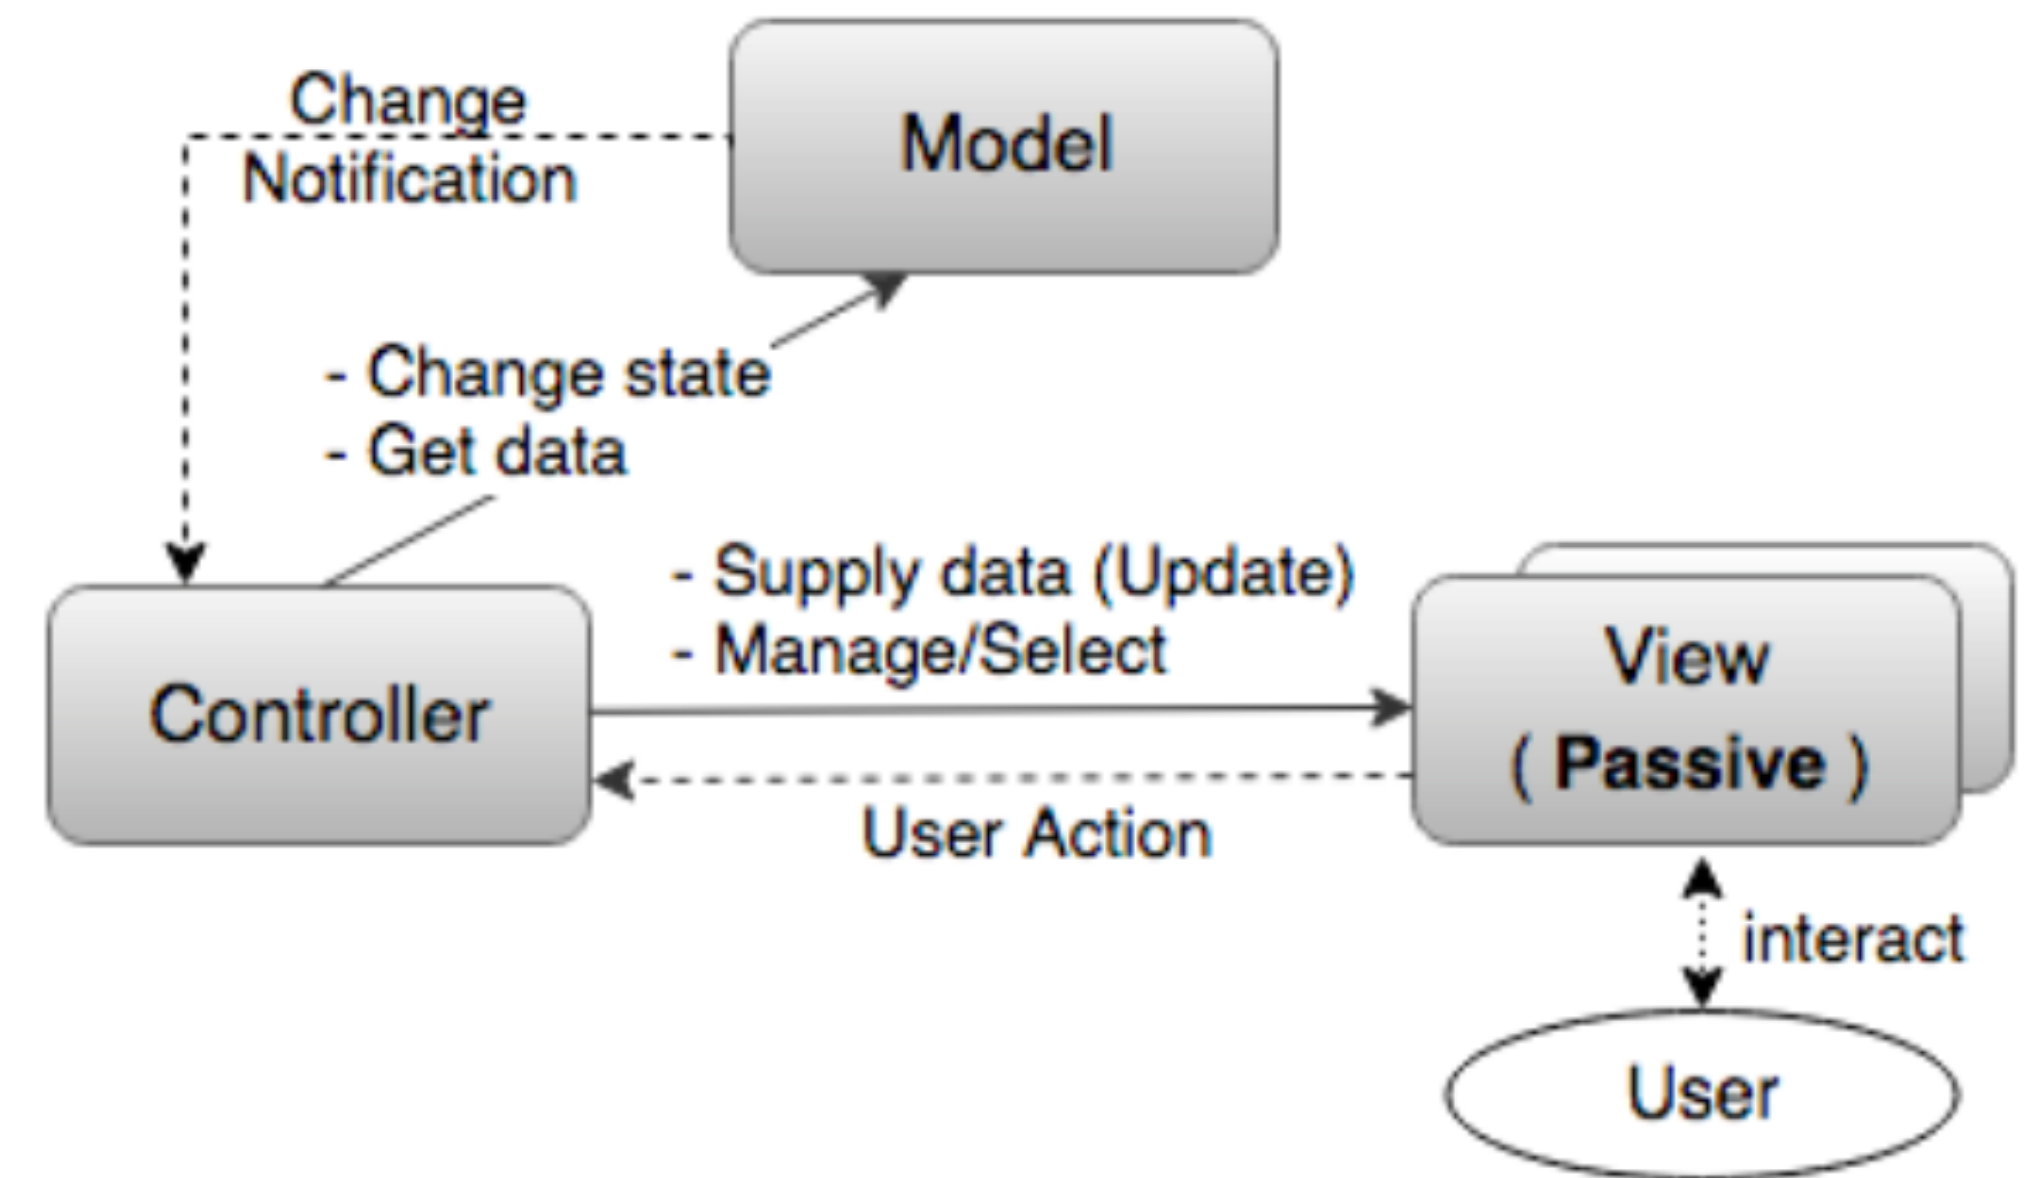 Change
Notification
Model
- Change state
- Get data
- Supply data (Update)
- Manage/Select
Controller
View
( Passive )
User Action
interact
User